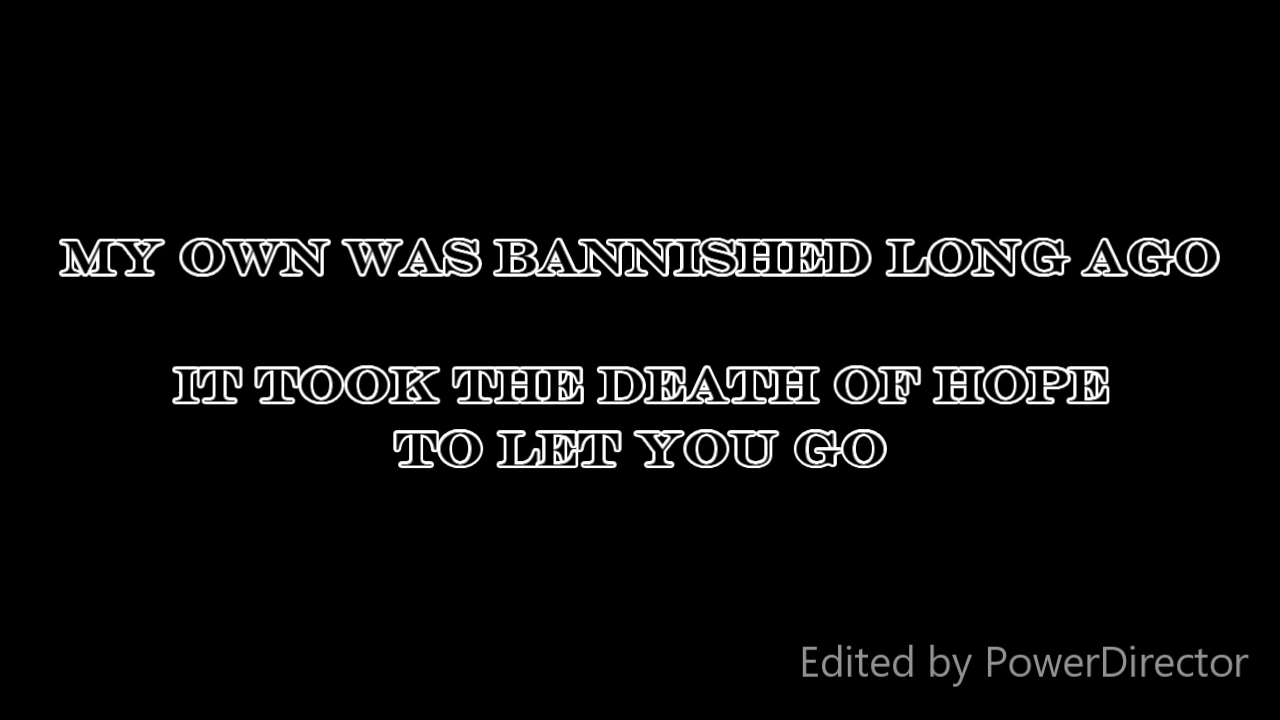 MY OWN WAS BANNISHED LONG AGO
IT TOOK THE DEATH OF HOPE
TO LET YOU GO
Edited by PowerDirector